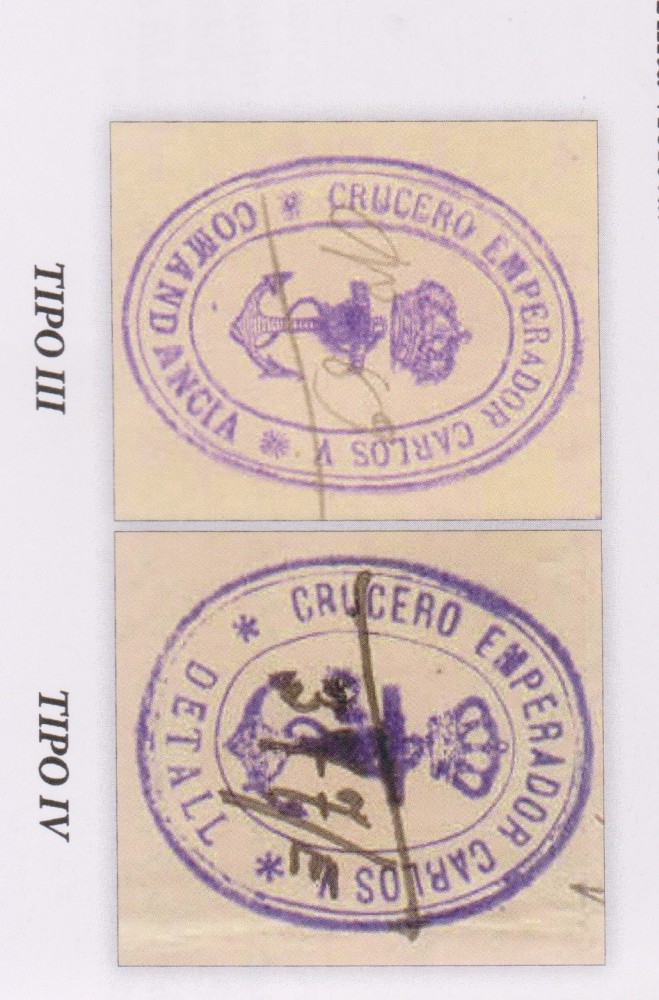 TIPO III
CRUCERO EMPERADOR CARLOS V
COMANDANCIA
TIPO IV
CRUCERO EMPERADOR CARLOS V
DETALL